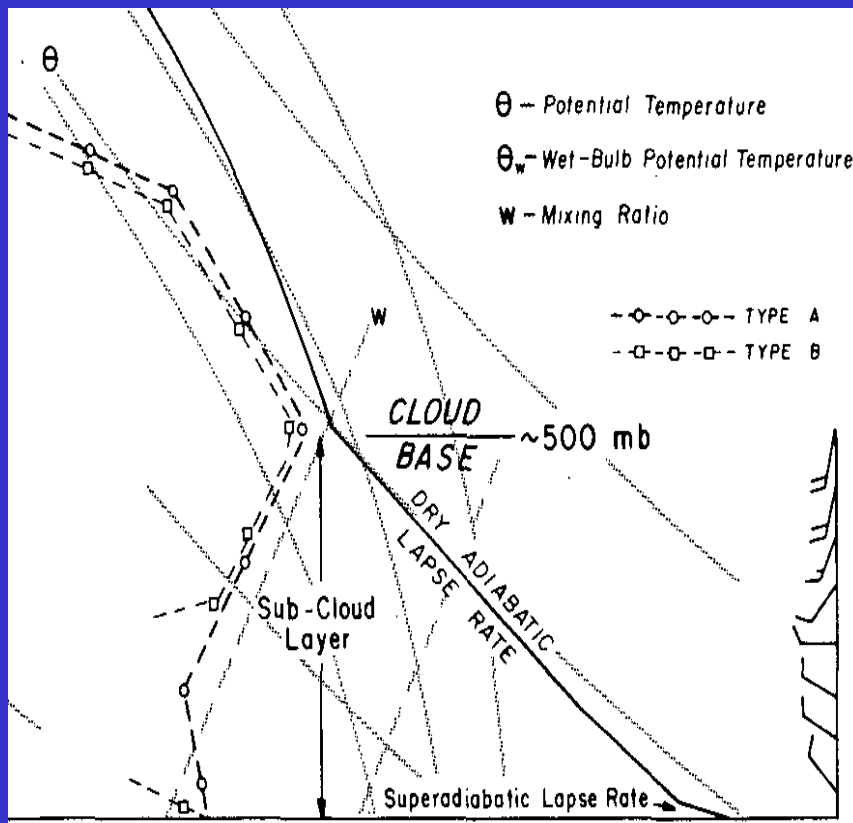 θ
θ – Potential Temperature
θw – Wet-Bulb Potential Temperature
W – Mixing Ratio
W
TYPE A
TYPE B
CLOUD
BASE
~500 mb
DRY ADIABATIC
LAPSE RATE
Sub-Cloud
Layer
Superadiabatic Lapse Rate